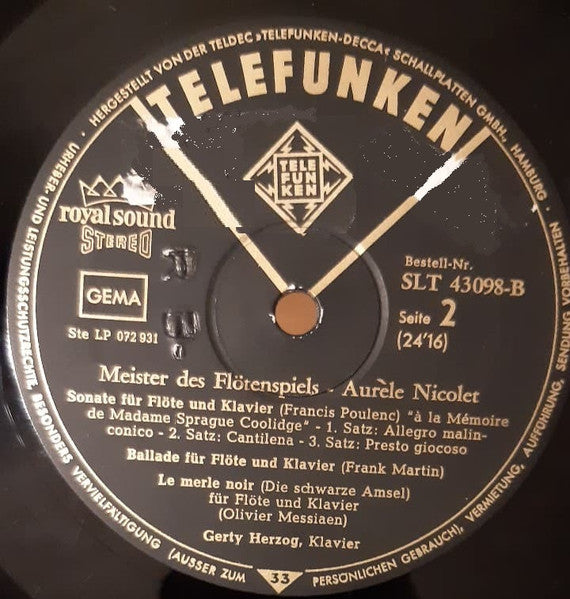 HERGESTELLT VON DER TELDEC »TELEFUNKEN-DECCA« SCHALLPLATTEN GMBH, HAMBURG ·
URHEBER- UND LEISTUNGSSCHUTZRECHTE, BESONDERS VERVIELFÄLTIGUNG (AUSSER ZUM PERSÖNLICHEN GEBRAUCH), VERMIETUNG, AUFFÜHRUNG, SENDUNG VORBEHALTEN ·
TELEFUNKEN
TELE
FUN
KEN
royal sound
STEREO
GEMA
Ste LP 072 931
Bestell-Nr.
SLT 43098-B
Seite 2
(24'16)
Meister des Flötenspiels - Aurèle Nicolet
Sonate für Flöte und Klavier (Francis Poulenc) "à la Mémoire
de Madame Sprague Coolidge" - 1. Satz: Allegro malin-
conico - 2. Satz: Cantilena - 3. Satz: Presto giocoso
Ballade für Flöte und Klavier (Frank Martin)
Le merle noir (Die schwarze Amsel)
für Flöte und Klavier
(Olivier Messiaen)
Gerty Herzog, Klavier
33